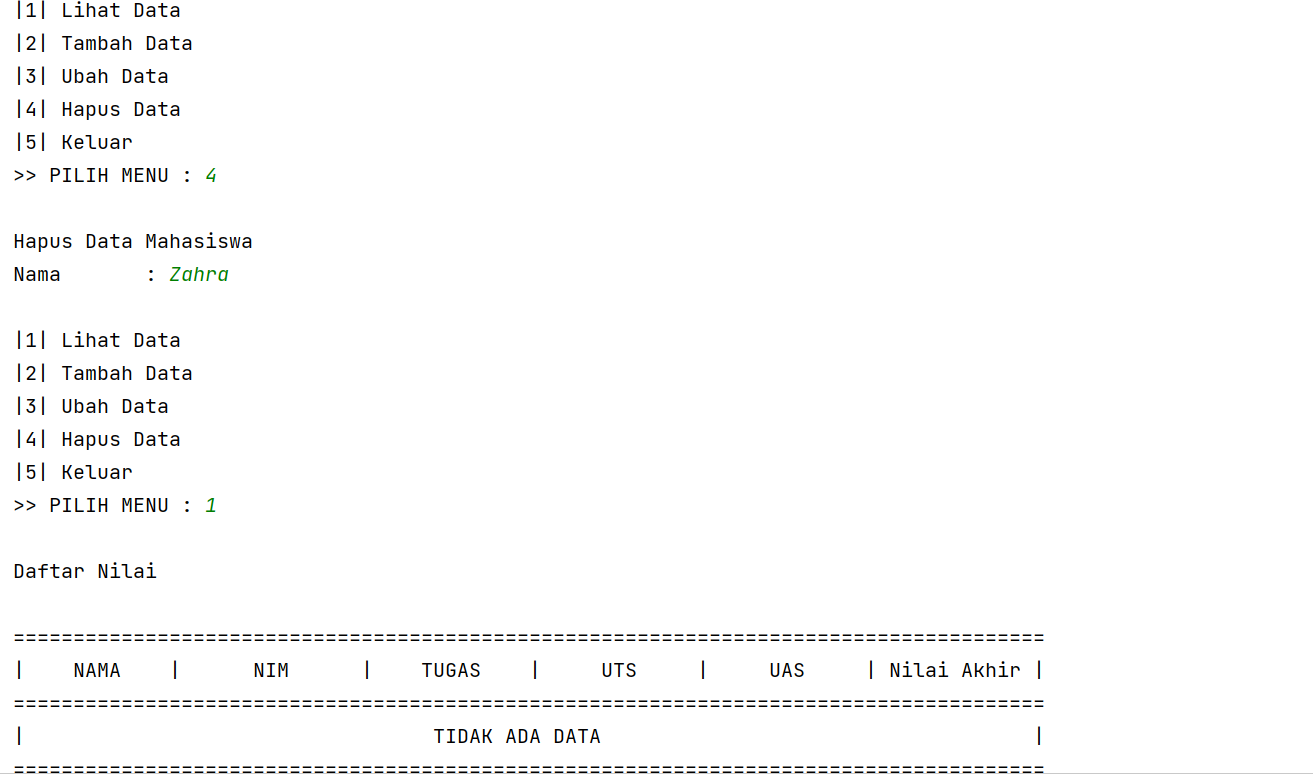 |1| Lihat Data
|2| Tambah Data
|3| Ubah Data
|4| Hapus Data
|5| Keluar
>> PILIH MENU : 4
Hapus Data Mahasiswa
Nama       : Zahra
|1| Lihat Data
|2| Tambah Data
|3| Ubah Data
|4| Hapus Data
|5| Keluar
>> PILIH MENU : 1
Daftar Nilai
======================================================================================
|    NAMA    |      NIM      |    TUGAS    |     UTS     |     UAS     | Nilai Akhir |
======================================================================================
|                                  TIDAK ADA DATA                                    |
======================================================================================